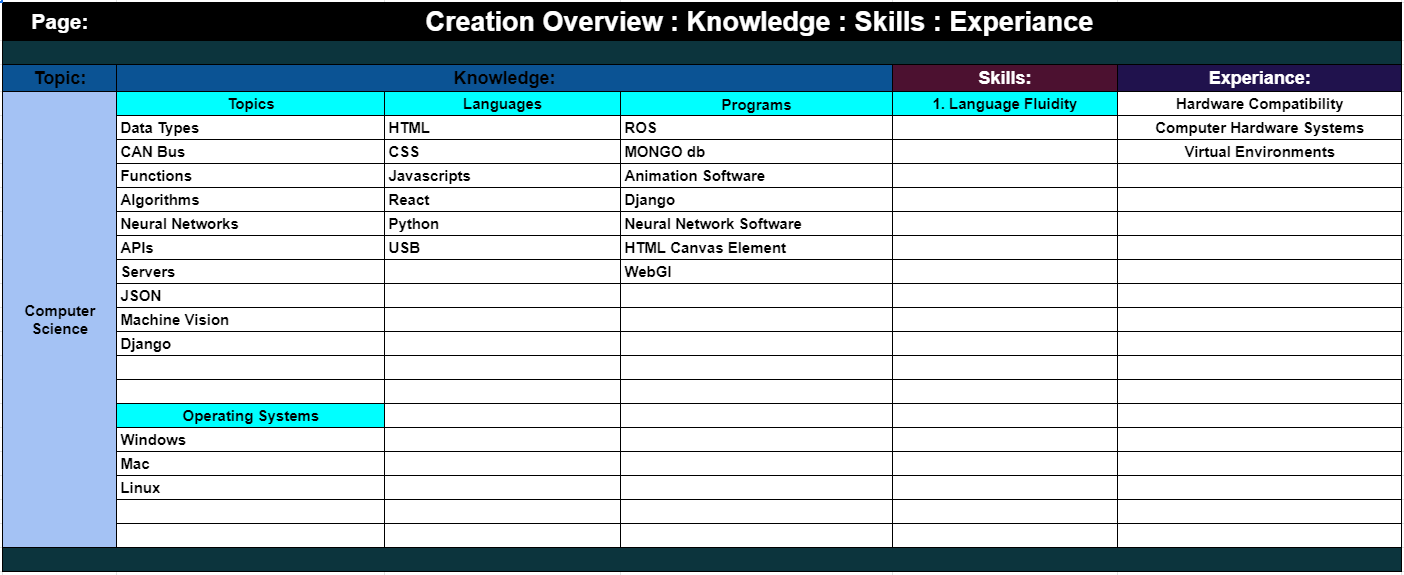 Page: Creation Overview : Knowledge : Skills : Experiance
Topic: Knowledge: Skills: Experiance:
Topics Languages Programs 1. Language Fluidity Hardware Compatibility
Data Types HTML ROS Computer Hardware Systems
CAN Bus CSS MONGO db Virtual Environments
Functions Javascripts Animation Software
Algorithms React Django
Neural Networks Python Neural Network Software
APIs USB HTML Canvas Element
Servers WebGl
JSON
Computer
Science
Machine Vision
Django
Operating Systems
Windows
Mac
Linux